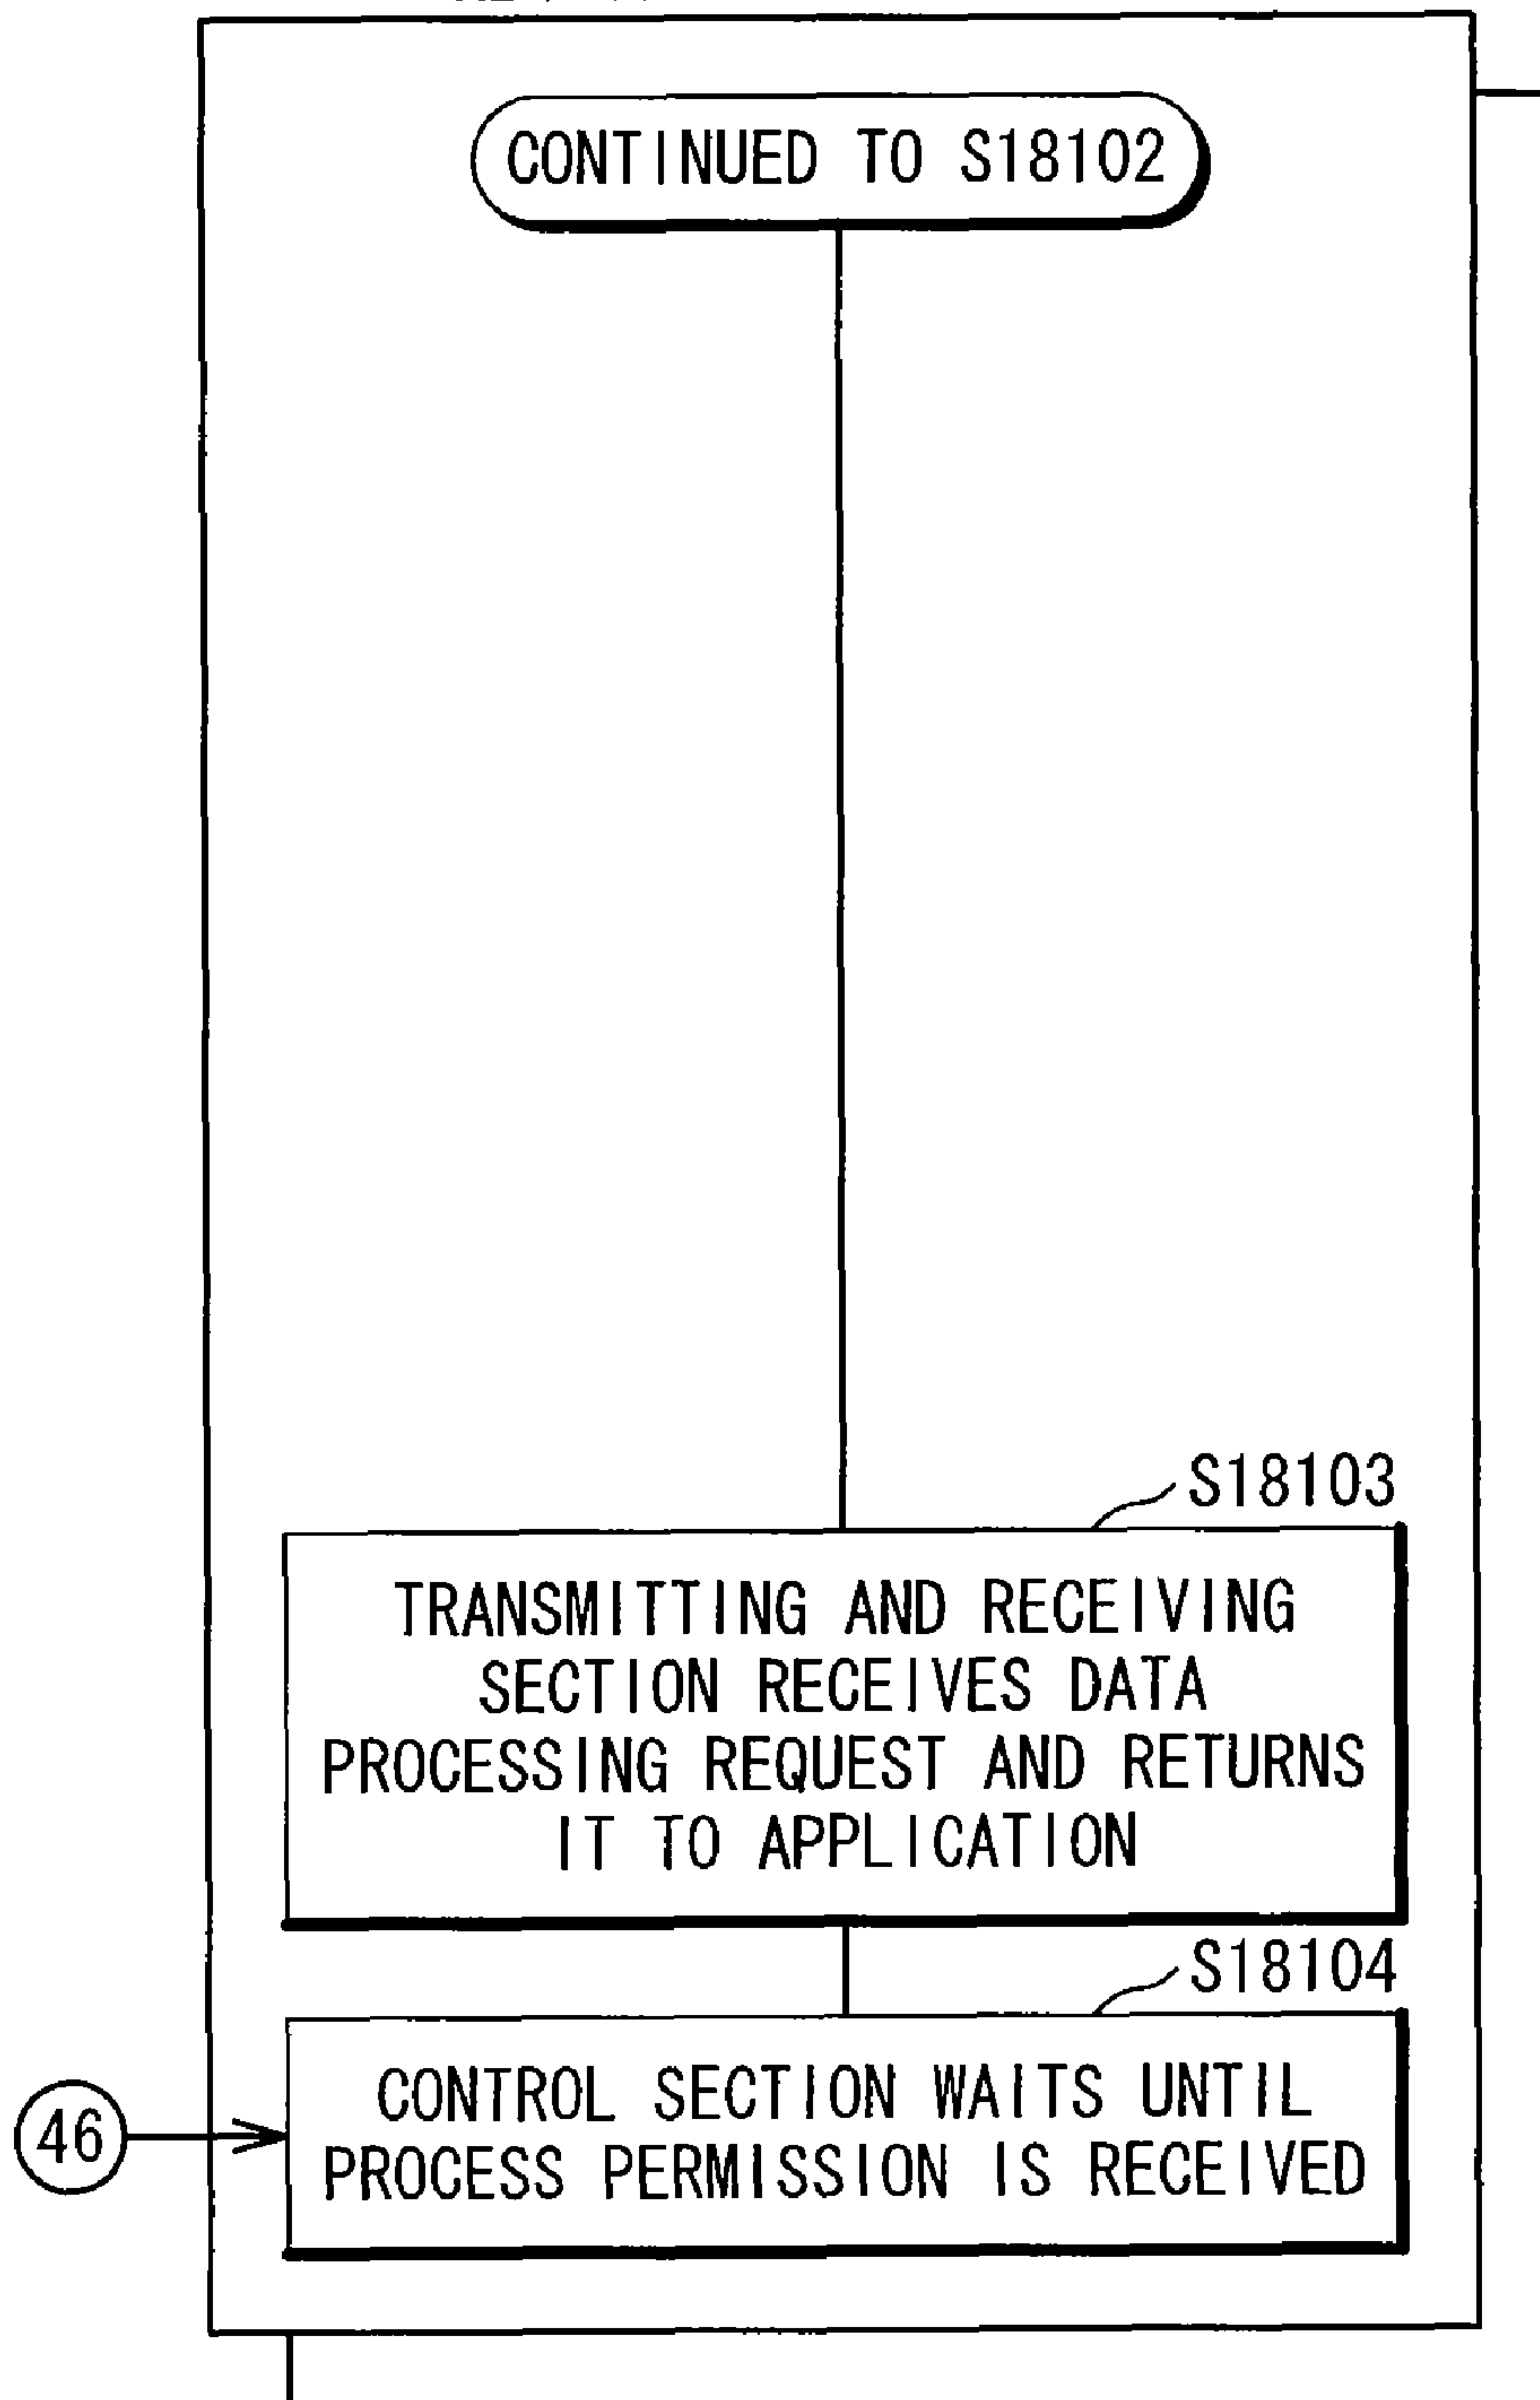 CONTINUED TO S18102
S18103
TRANSMITTING AND RECEIVING
SECTION RECEIVES DATA
PROCESSING REQUEST AND RETURNS
IT TO APPLICATION
S18104
46
CONTROL SECTION WAITS UNTIL
PROCESS PERMISSION IS RECEIVED